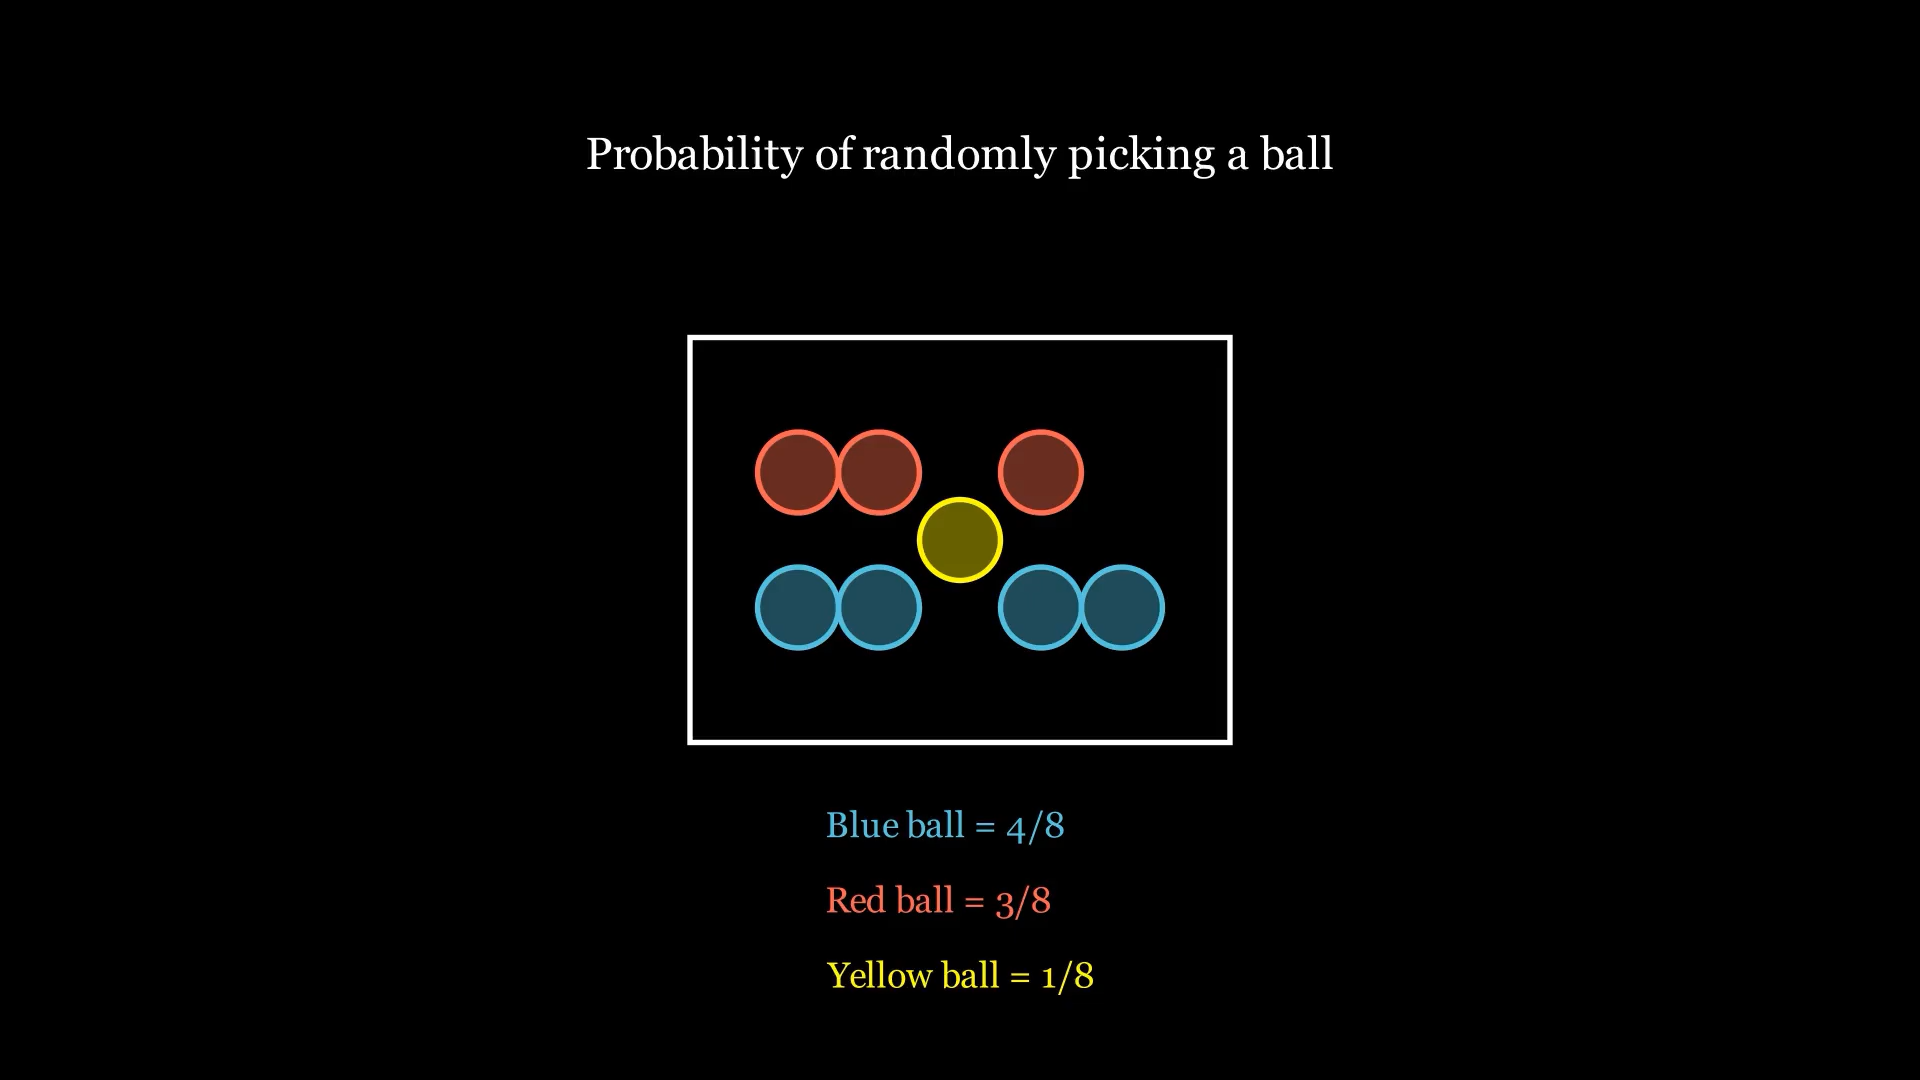 Probability of randomly picking a ball
Blue ball = 4/8
Red ball = 3/8
Yellow ball = 1/8